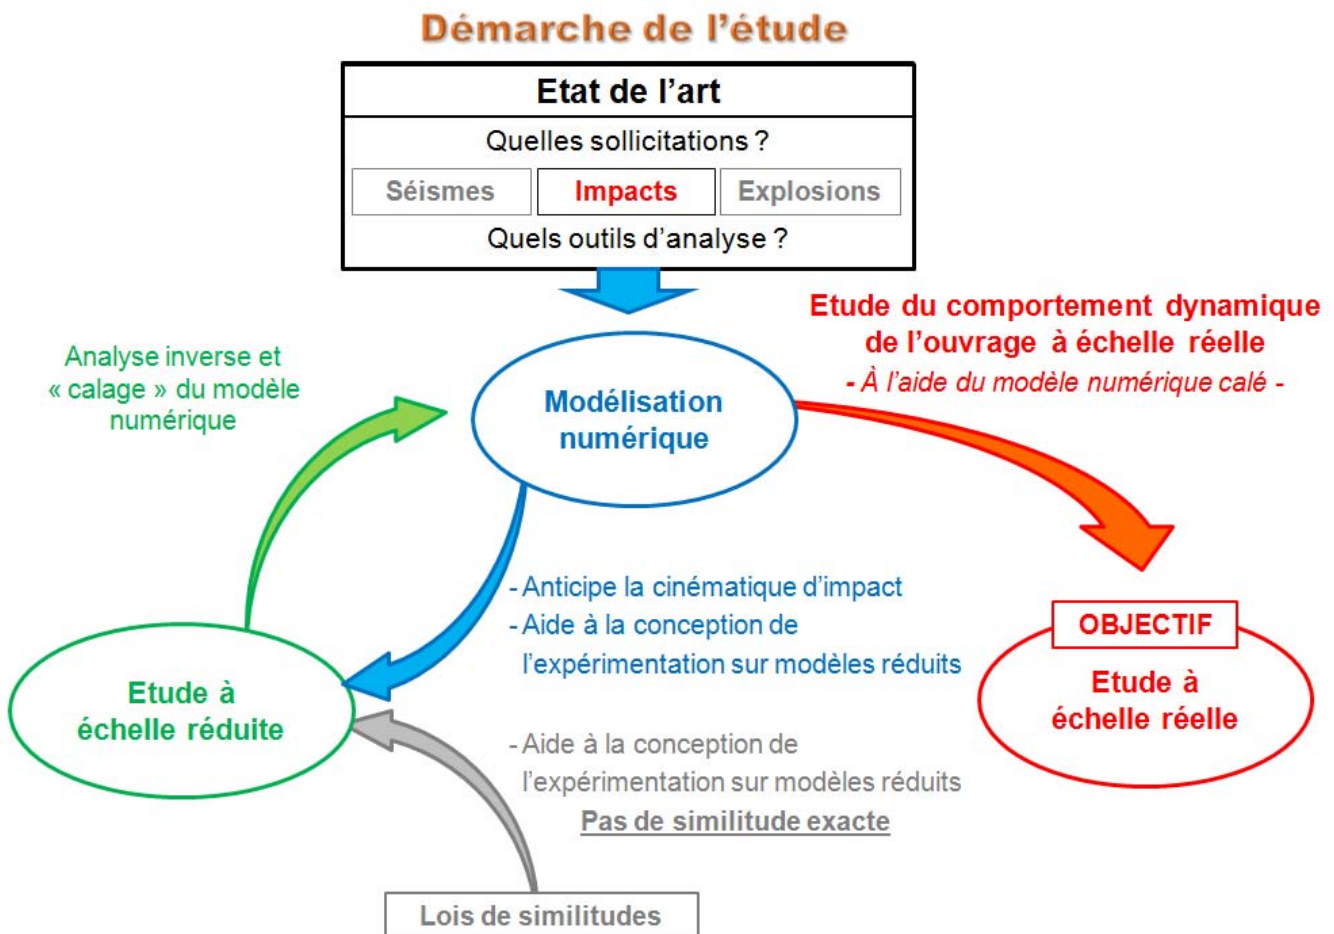 Démarche de l'étude
Etat de l'art
Quelles sollicitations ?
Séismes
Impacts
Explosions
Quels outils d'analyse ?
Analyse inverse et
« calage » du modèle
numérique
Modélisation
numérique
Etude du comportement dynamique
de l'ouvrage à échelle réelle
- À l'aide du modèle numérique calé -
- Anticipe la cinématique d'impact
- Aide à la conception de
l'expérimentation sur modèles réduits
OBJECTIF
Etude à
échelle réelle
Etude à
échelle réduite
- Aide à la conception de
l'expérimentation sur modèles réduits
Pas de similitude exacte
Lois de similitudes